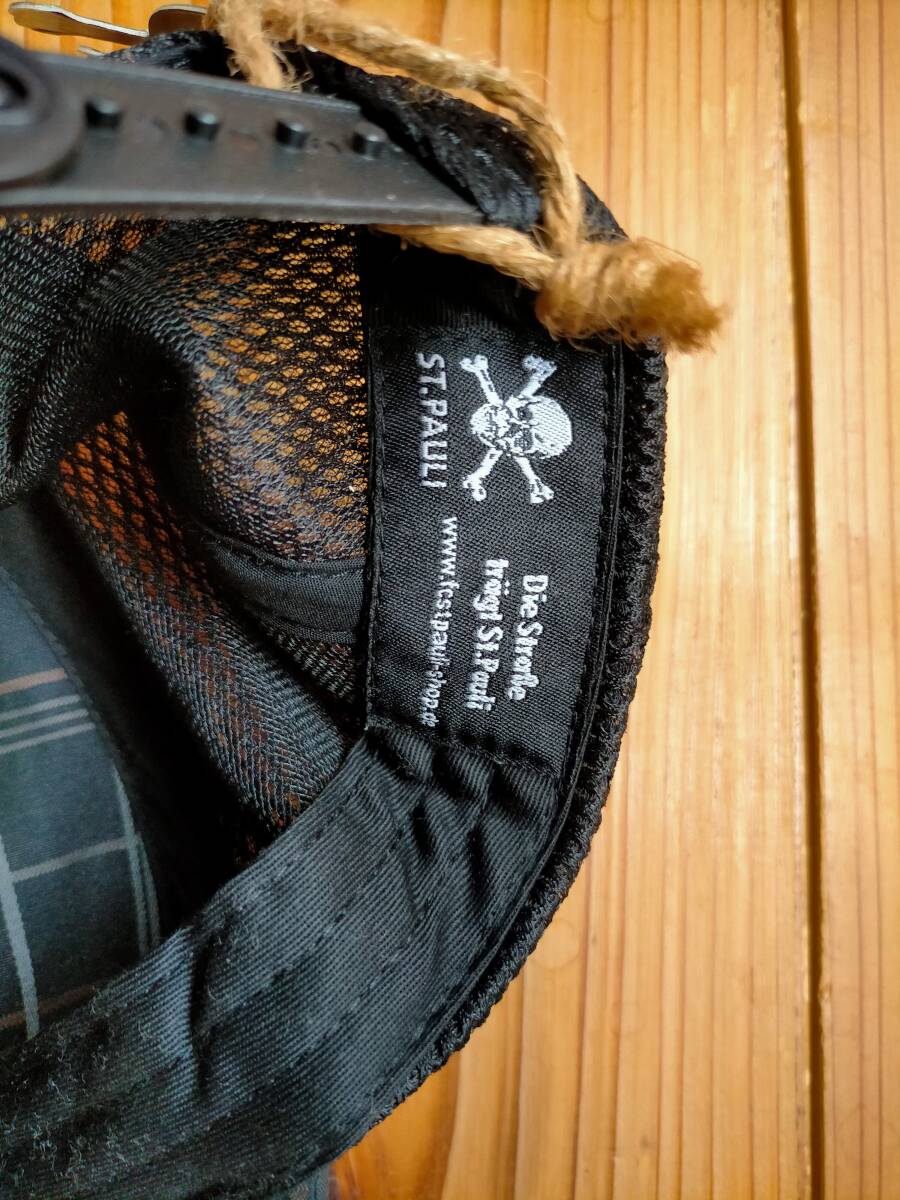 ST.PAULI
Die Straße
trägt St. Pauli
www.fcstpauli-shop.de